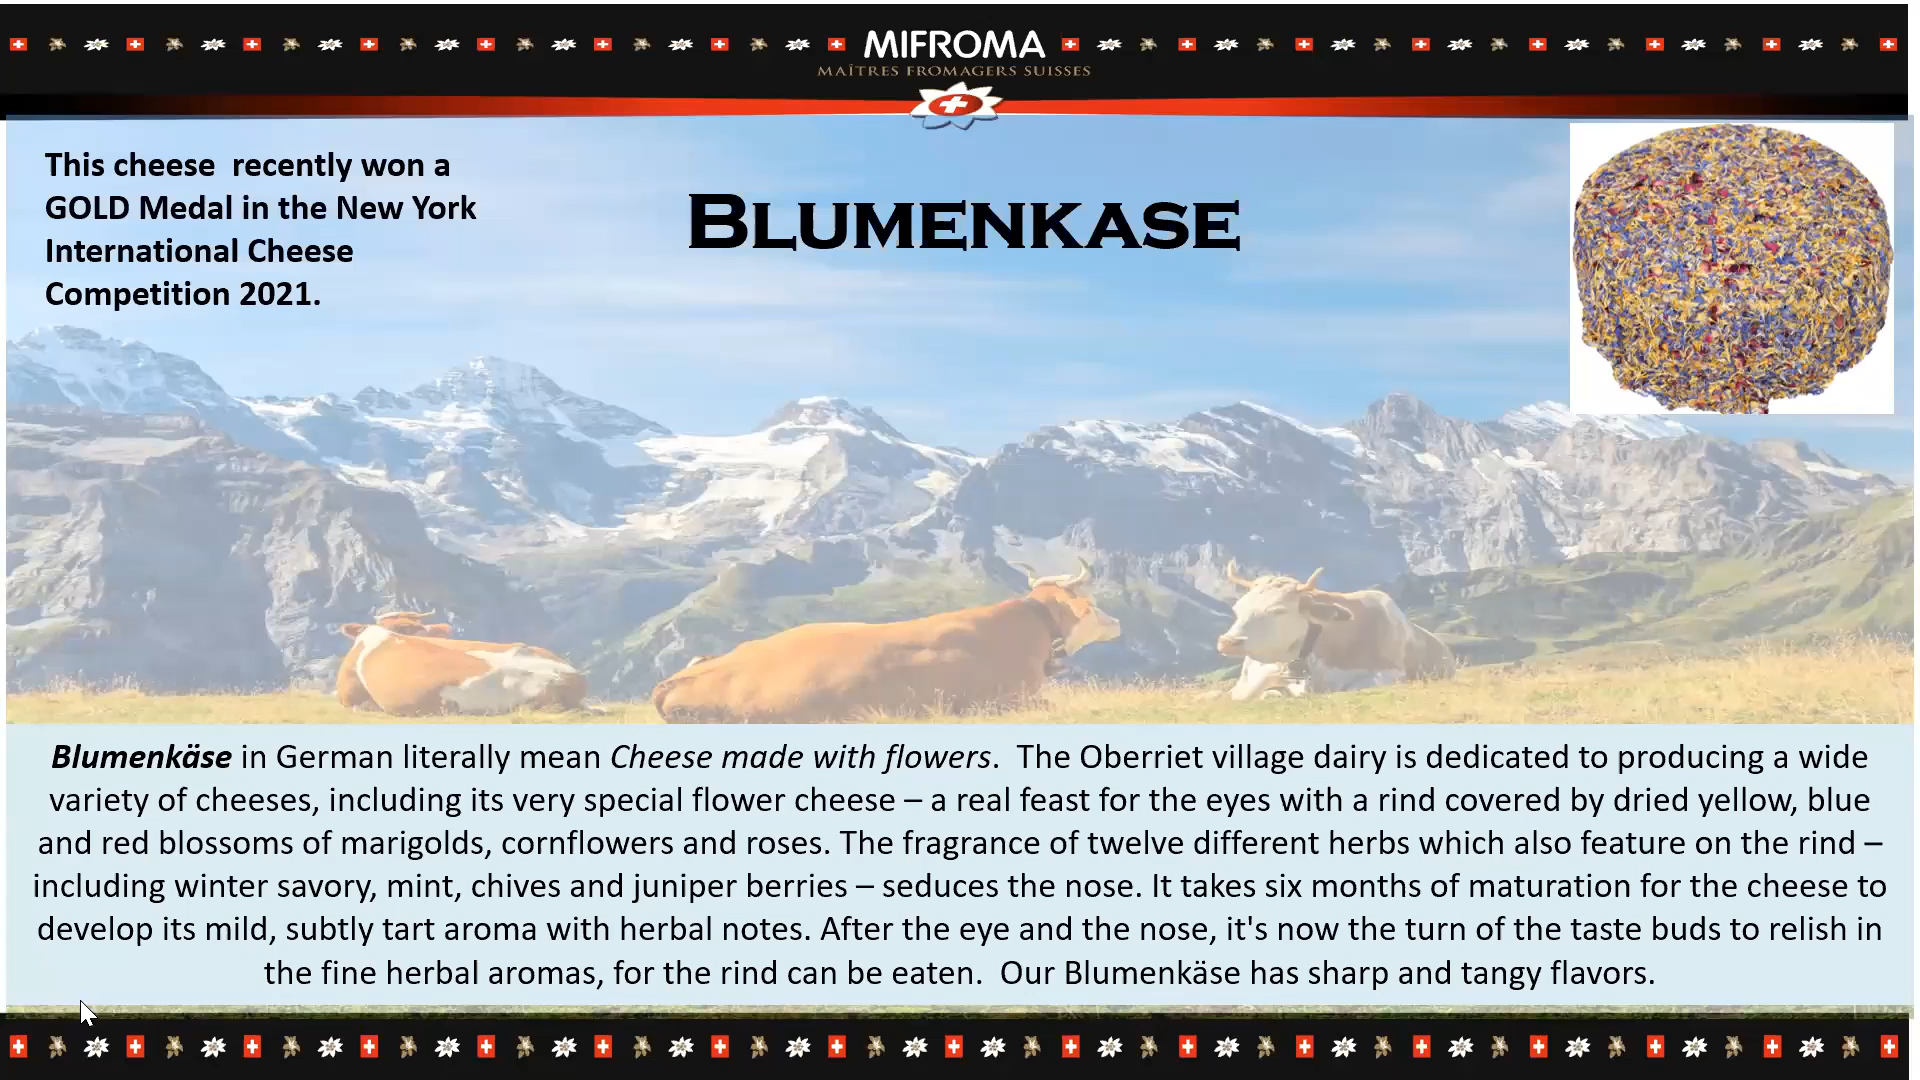 MIFROMA
MAÎTRES FROMAGERS SUISSES
This cheese  recently won a
GOLD Medal in the New York
International Cheese
Competition 2021.
BLUMENKASE
Blumenkäse in German literally mean Cheese made with flowers.  The Oberriet village dairy is dedicated to producing a wide
variety of cheeses, including its very special flower cheese – a real feast for the eyes with a rind covered by dried yellow, blue
and red blossoms of marigolds, cornflowers and roses. The fragrance of twelve different herbs which also feature on the rind –
including winter savory, mint, chives and juniper berries – seduces the nose. It takes six months of maturation for the cheese to
develop its mild, subtly tart aroma with herbal notes. After the eye and the nose, it's now the turn of the taste buds to relish in
the fine herbal aromas, for the rind can be eaten.  Our Blumenkäse has sharp and tangy flavors.